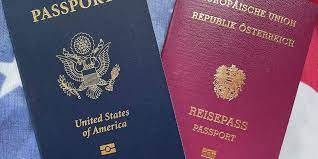 PASSPORT
United States
of America
EUROPÄISCHE UNION
REPUBLIK ÖSTERREICH
REISEPASS
PASSPORT